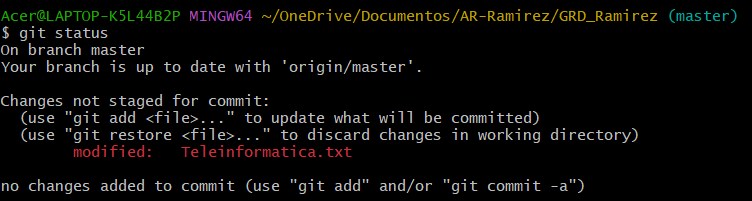 Acer@LAPTOP-K5L44B2P MINGW64 ~/OneDrive/Documentos/AR-Ramirez/GRD_Ramirez (master)
$ git status
On branch master
Your branch is up to date with 'origin/master'.

Changes not staged for commit:
  (use "git add <file>..." to update what will be committed)
  (use "git restore <file>..." to discard changes in working directory)
        modified:   Teleinformatica.txt

no changes added to commit (use "git add" and/or "git commit -a")